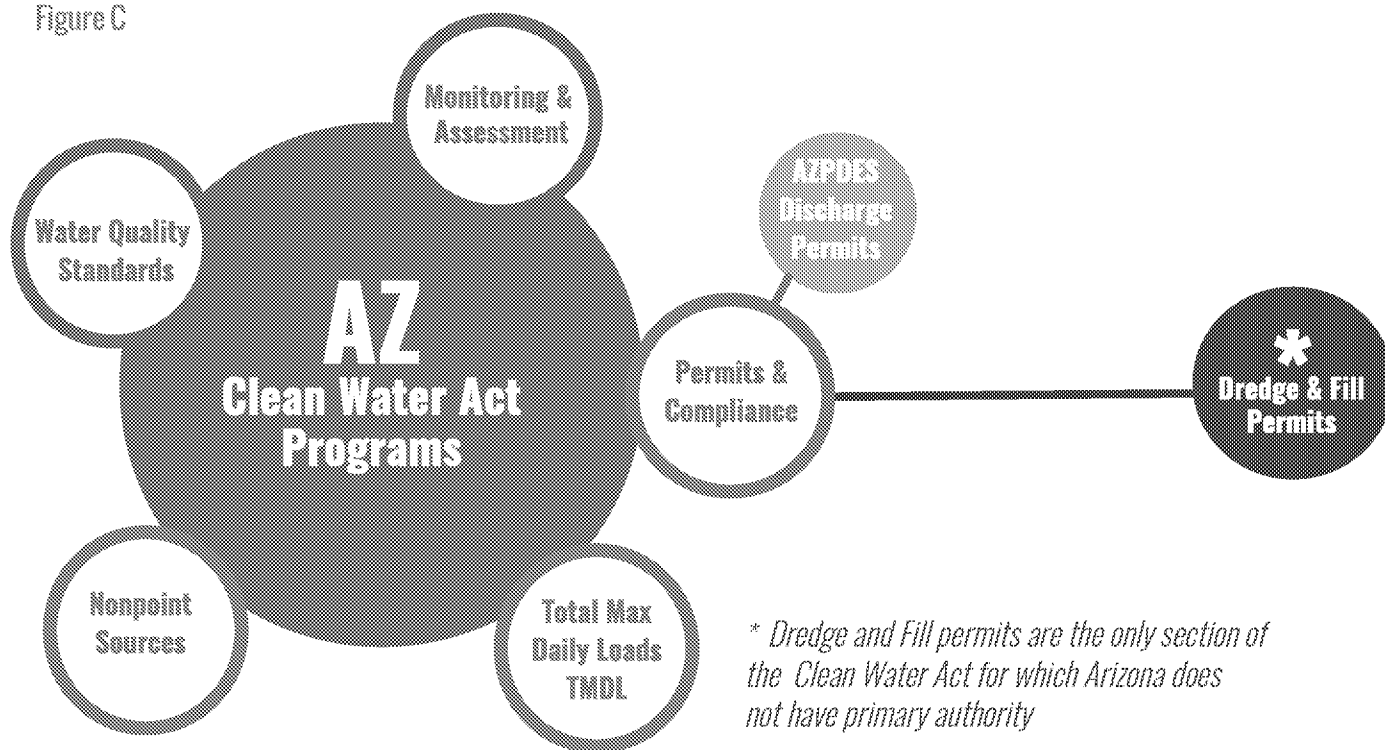 Figure C
Monitoring &
Assessment
Water Quality
Standards
AZPDES
Discharge
Permits
AZ
Clean Water Act
Programs
Permits &
Compliance
*
Dredge & Fill
Permits
Nonpoint
Sources
Total Max
Daily Loads
TMDL
* Dredge and Fill permits are the only section of
the Clean Water Act for which Arizona does
not have primary authority